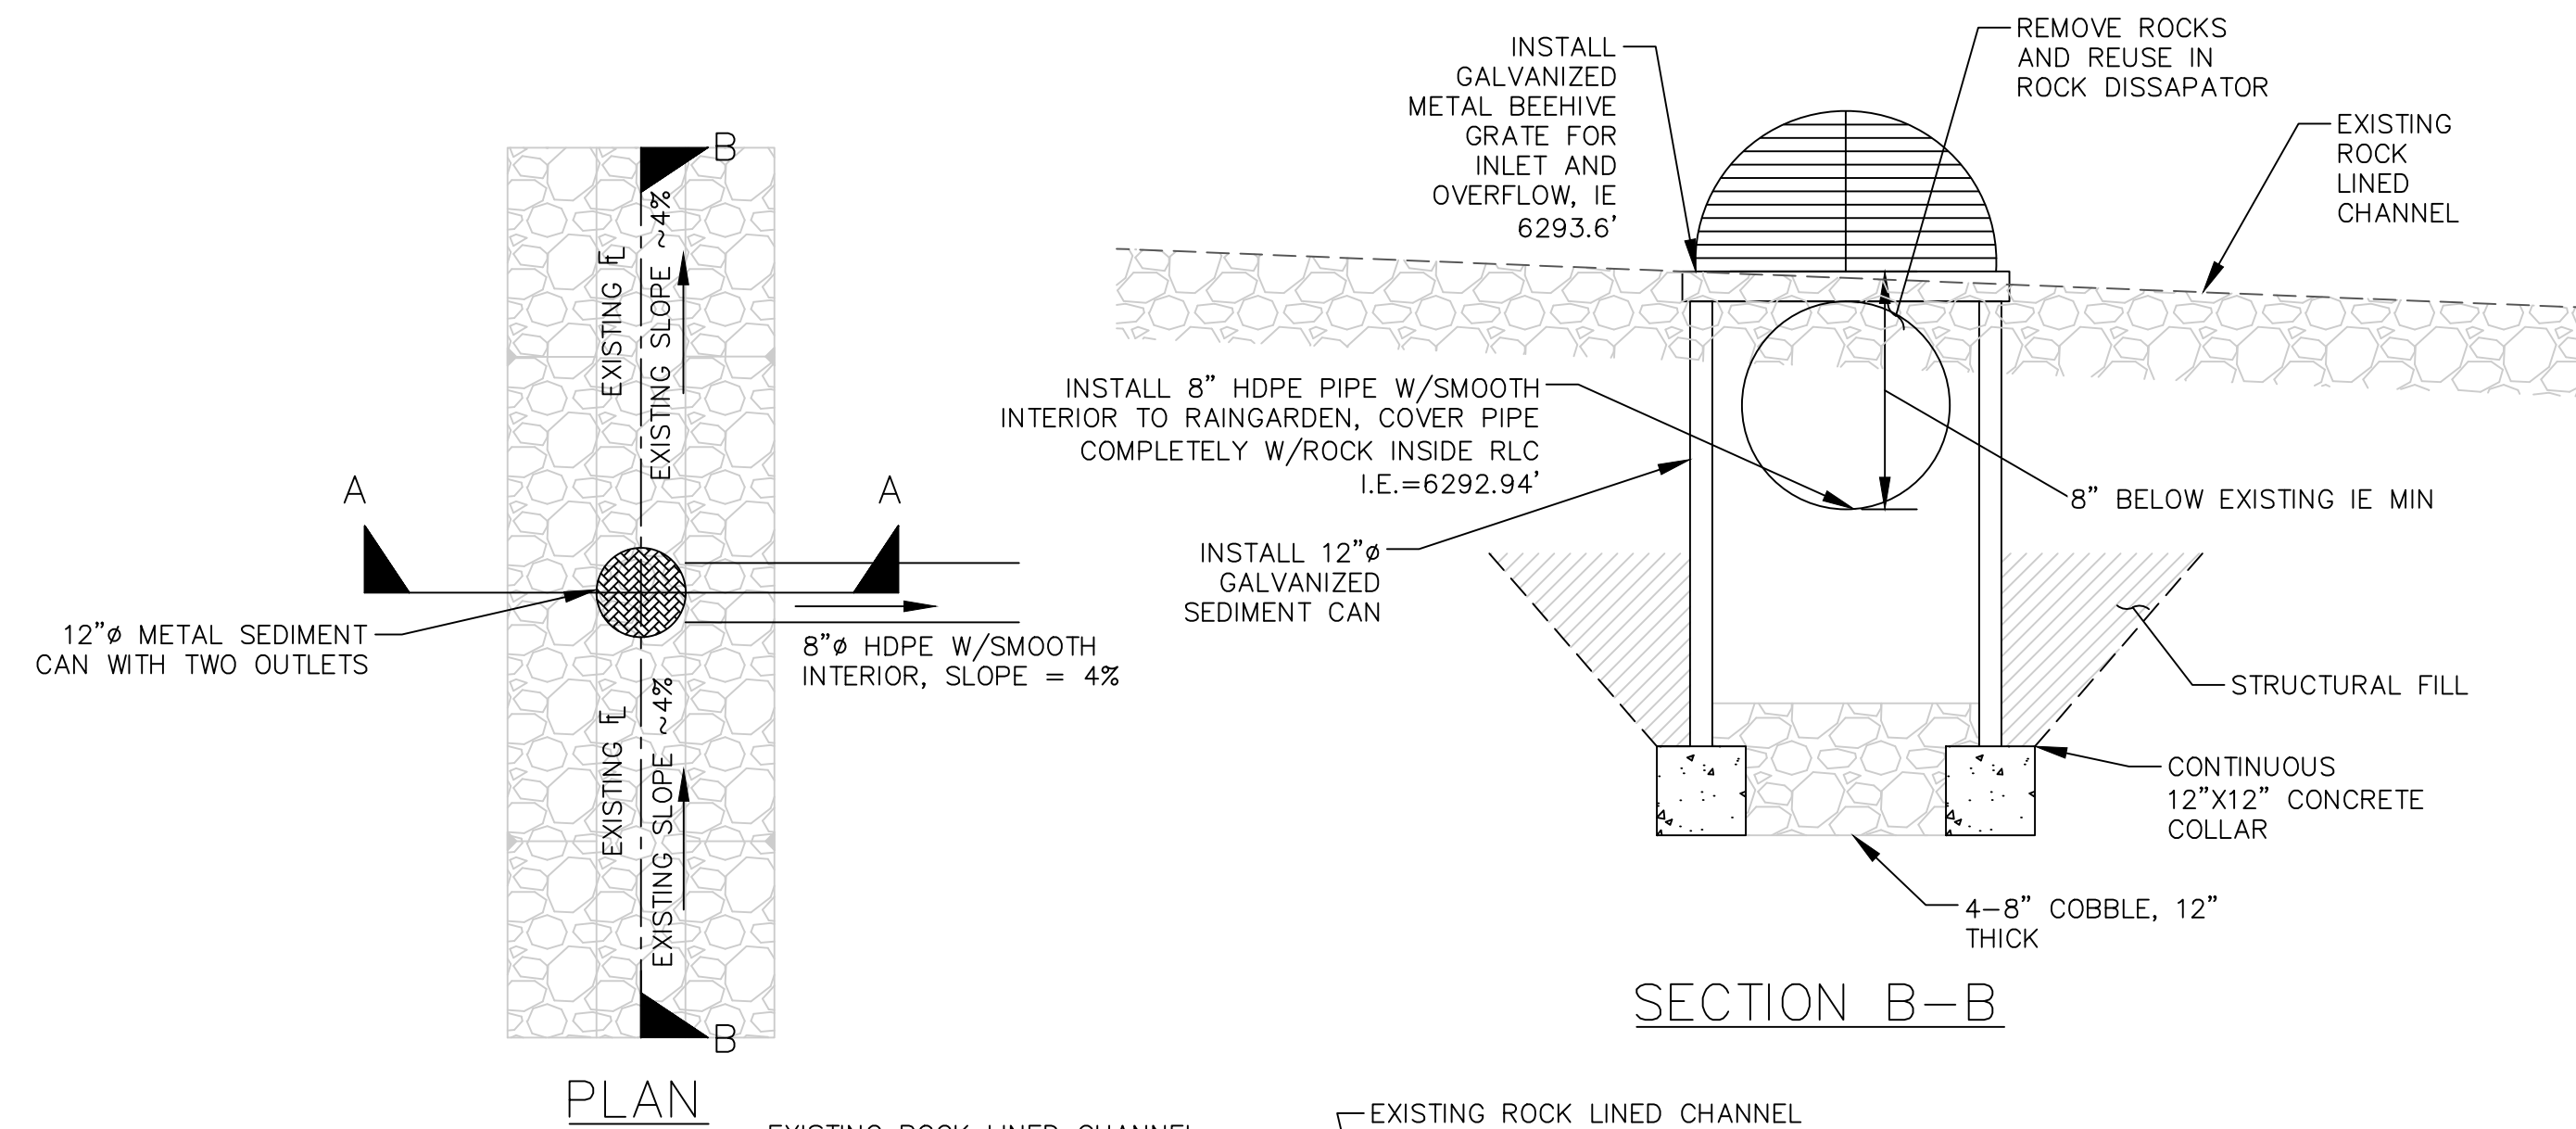 B
EXISTING ℄
EXISTING SLOPE ~4%
A
A
12"ø METAL SEDIMENT
CAN WITH TWO OUTLETS
8"ø HDPE W/SMOOTH
INTERIOR, SLOPE = 4%
EXISTING ℄
EXISTING SLOPE ~4%
B
PLAN
INSTALL
GALVANIZED
METAL BEEHIVE
GRATE FOR
INLET AND
OVERFLOW, IE
6293.6'
REMOVE ROCKS
AND REUSE IN
ROCK DISSAPATOR
EXISTING
ROCK
LINED
CHANNEL
INSTALL 8" HDPE PIPE W/SMOOTH
INTERIOR TO RAINGARDEN, COVER PIPE
COMPLETELY W/ROCK INSIDE RLC
I.E.=6292.94'
8" BELOW EXISTING IE MIN
INSTALL 12"ø
GALVANIZED
SEDIMENT CAN
STRUCTURAL FILL
CONTINUOUS
12"X12" CONCRETE
COLLAR
4-8" COBBLE, 12"
THICK
SECTION B-B
EXISTING ROCK LINED CHANNEL
EXISTING ROCK LINED CHANNEL